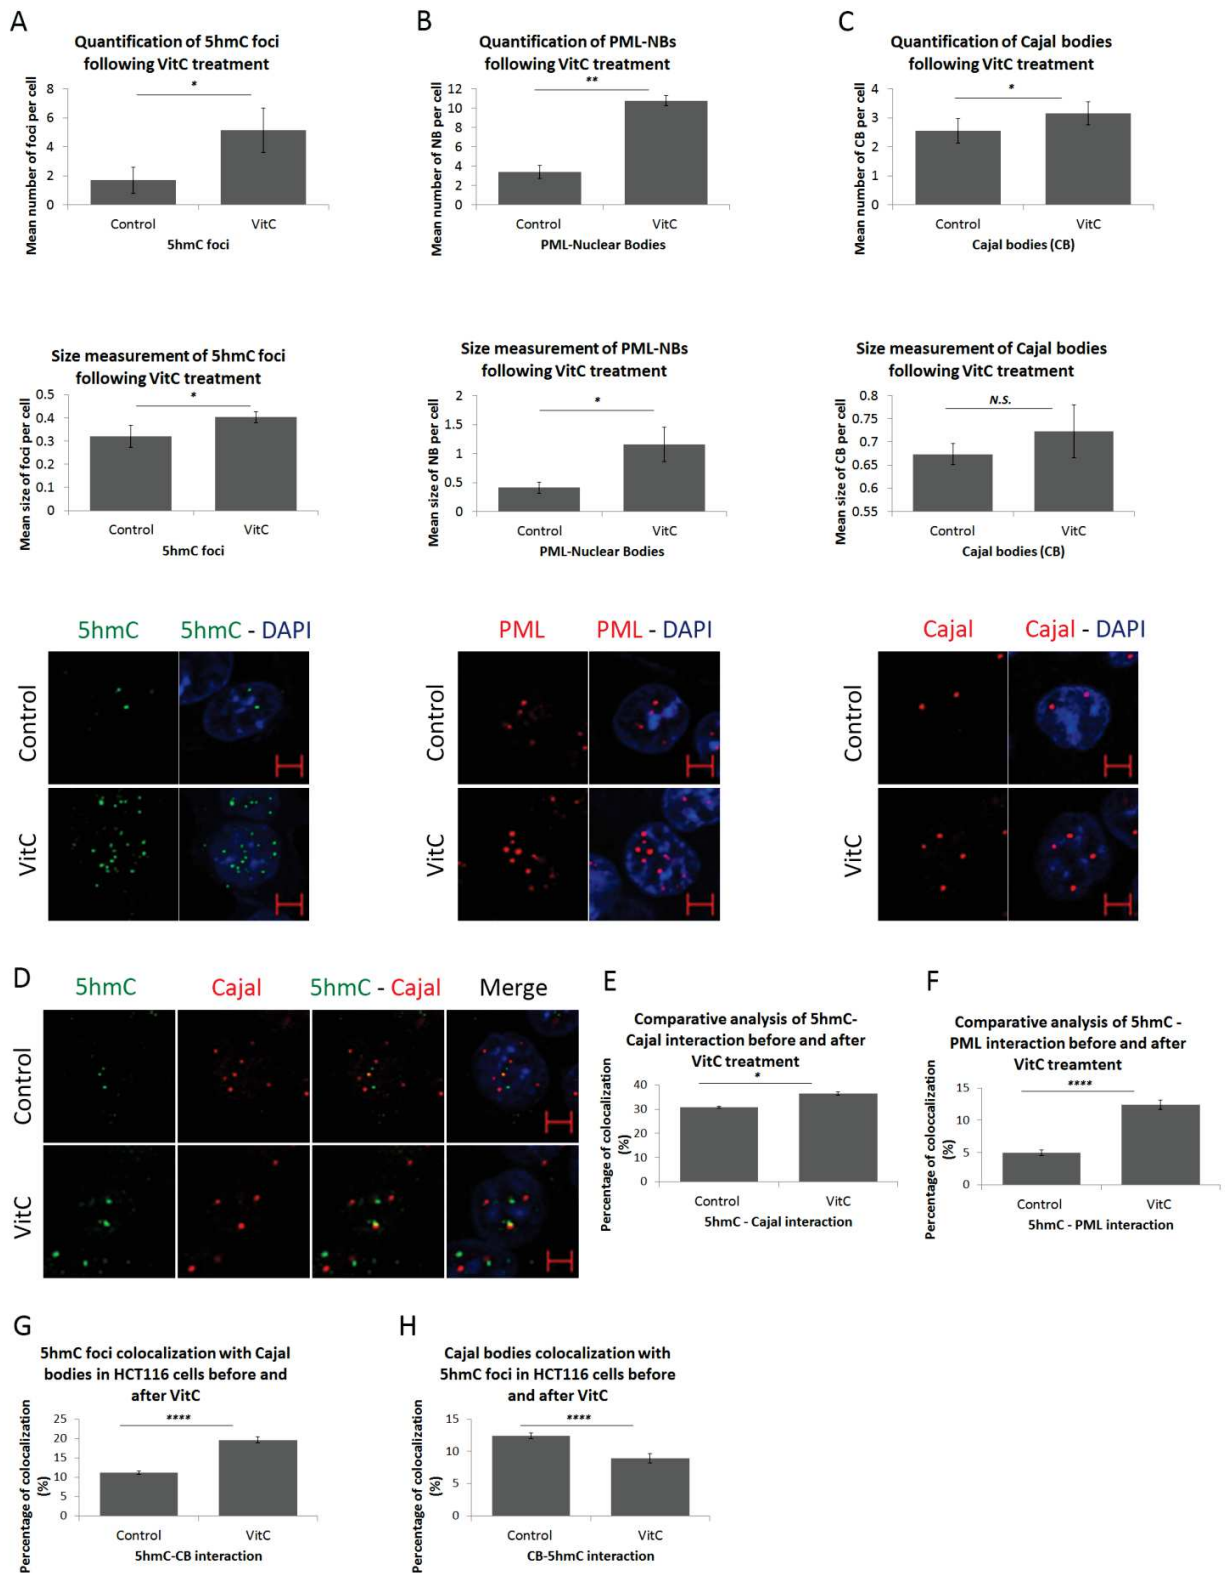 A
Quantification of 5hmC foci
following VitC treatment
*
Mean number of foci per cell
8
6
4
2
0
Control
VitC
5hmC foci
B
Quantification of PML-NBs
following VitC treatment
**
Mean number of NB per cell
12
10
8
6
4
2
0
Control
VitC
PML-Nuclear Bodies
C
Quantification of Cajal bodies
following VitC treatment
*
Mean number of CB per cell
4
3
2
1
0
Control
VitC
Cajal bodies (CB)
Size measurement of 5hmC foci
following VitC treatment
*
Mean size of foci per cell
0.5
0.4
0.3
0.2
0.1
0
Control
VitC
5hmC foci
Size measurement of PML-NBs
following VitC treatment
*
Mean size of NB per cell
2
1.5
1
0.5
0
Control
VitC
PML-Nuclear Bodies
Size measurement of Cajal bodies
following VitC treatment
N.S.
Mean size of CB per cell
0.8
0.75
0.7
0.65
0.6
0.55
Control
VitC
Cajal bodies (CB)
5hmC
5hmC - DAPI
Control
VitC
PML
PML - DAPI
Control
VitC
Cajal
Cajal - DAPI
Control
VitC
D
5hmC
Cajal
5hmC - Cajal
Merge
Control
VitC
E
Comparative analysis of 5hmC-
Cajal interaction before and after
VitC treatment
*
Percentage of colocalization
(%)
40
30
20
10
0
Control
VitC
5hmC - Cajal interaction
F
Comparative analysis of 5hmC -
PML interaction before and after
VitC treamtent
****
Percentage of coloccalization
(%)
15
10
5
0
Control
VitC
5hmC - PML interaction
G
5hmC foci colocalization with Cajal
bodies in HCT116 cells before and
after VitC
****
Percentage of colocalization
(%)
25
20
15
10
5
0
Control
VitC
5hmC-CB interaction
H
Cajal bodies colocalization with
5hmC foci in HCT116 cells before
and after VitC
****
Percentage of colocalization
(%)
15
10
5
0
Control
VitC
CB-5hmC interaction